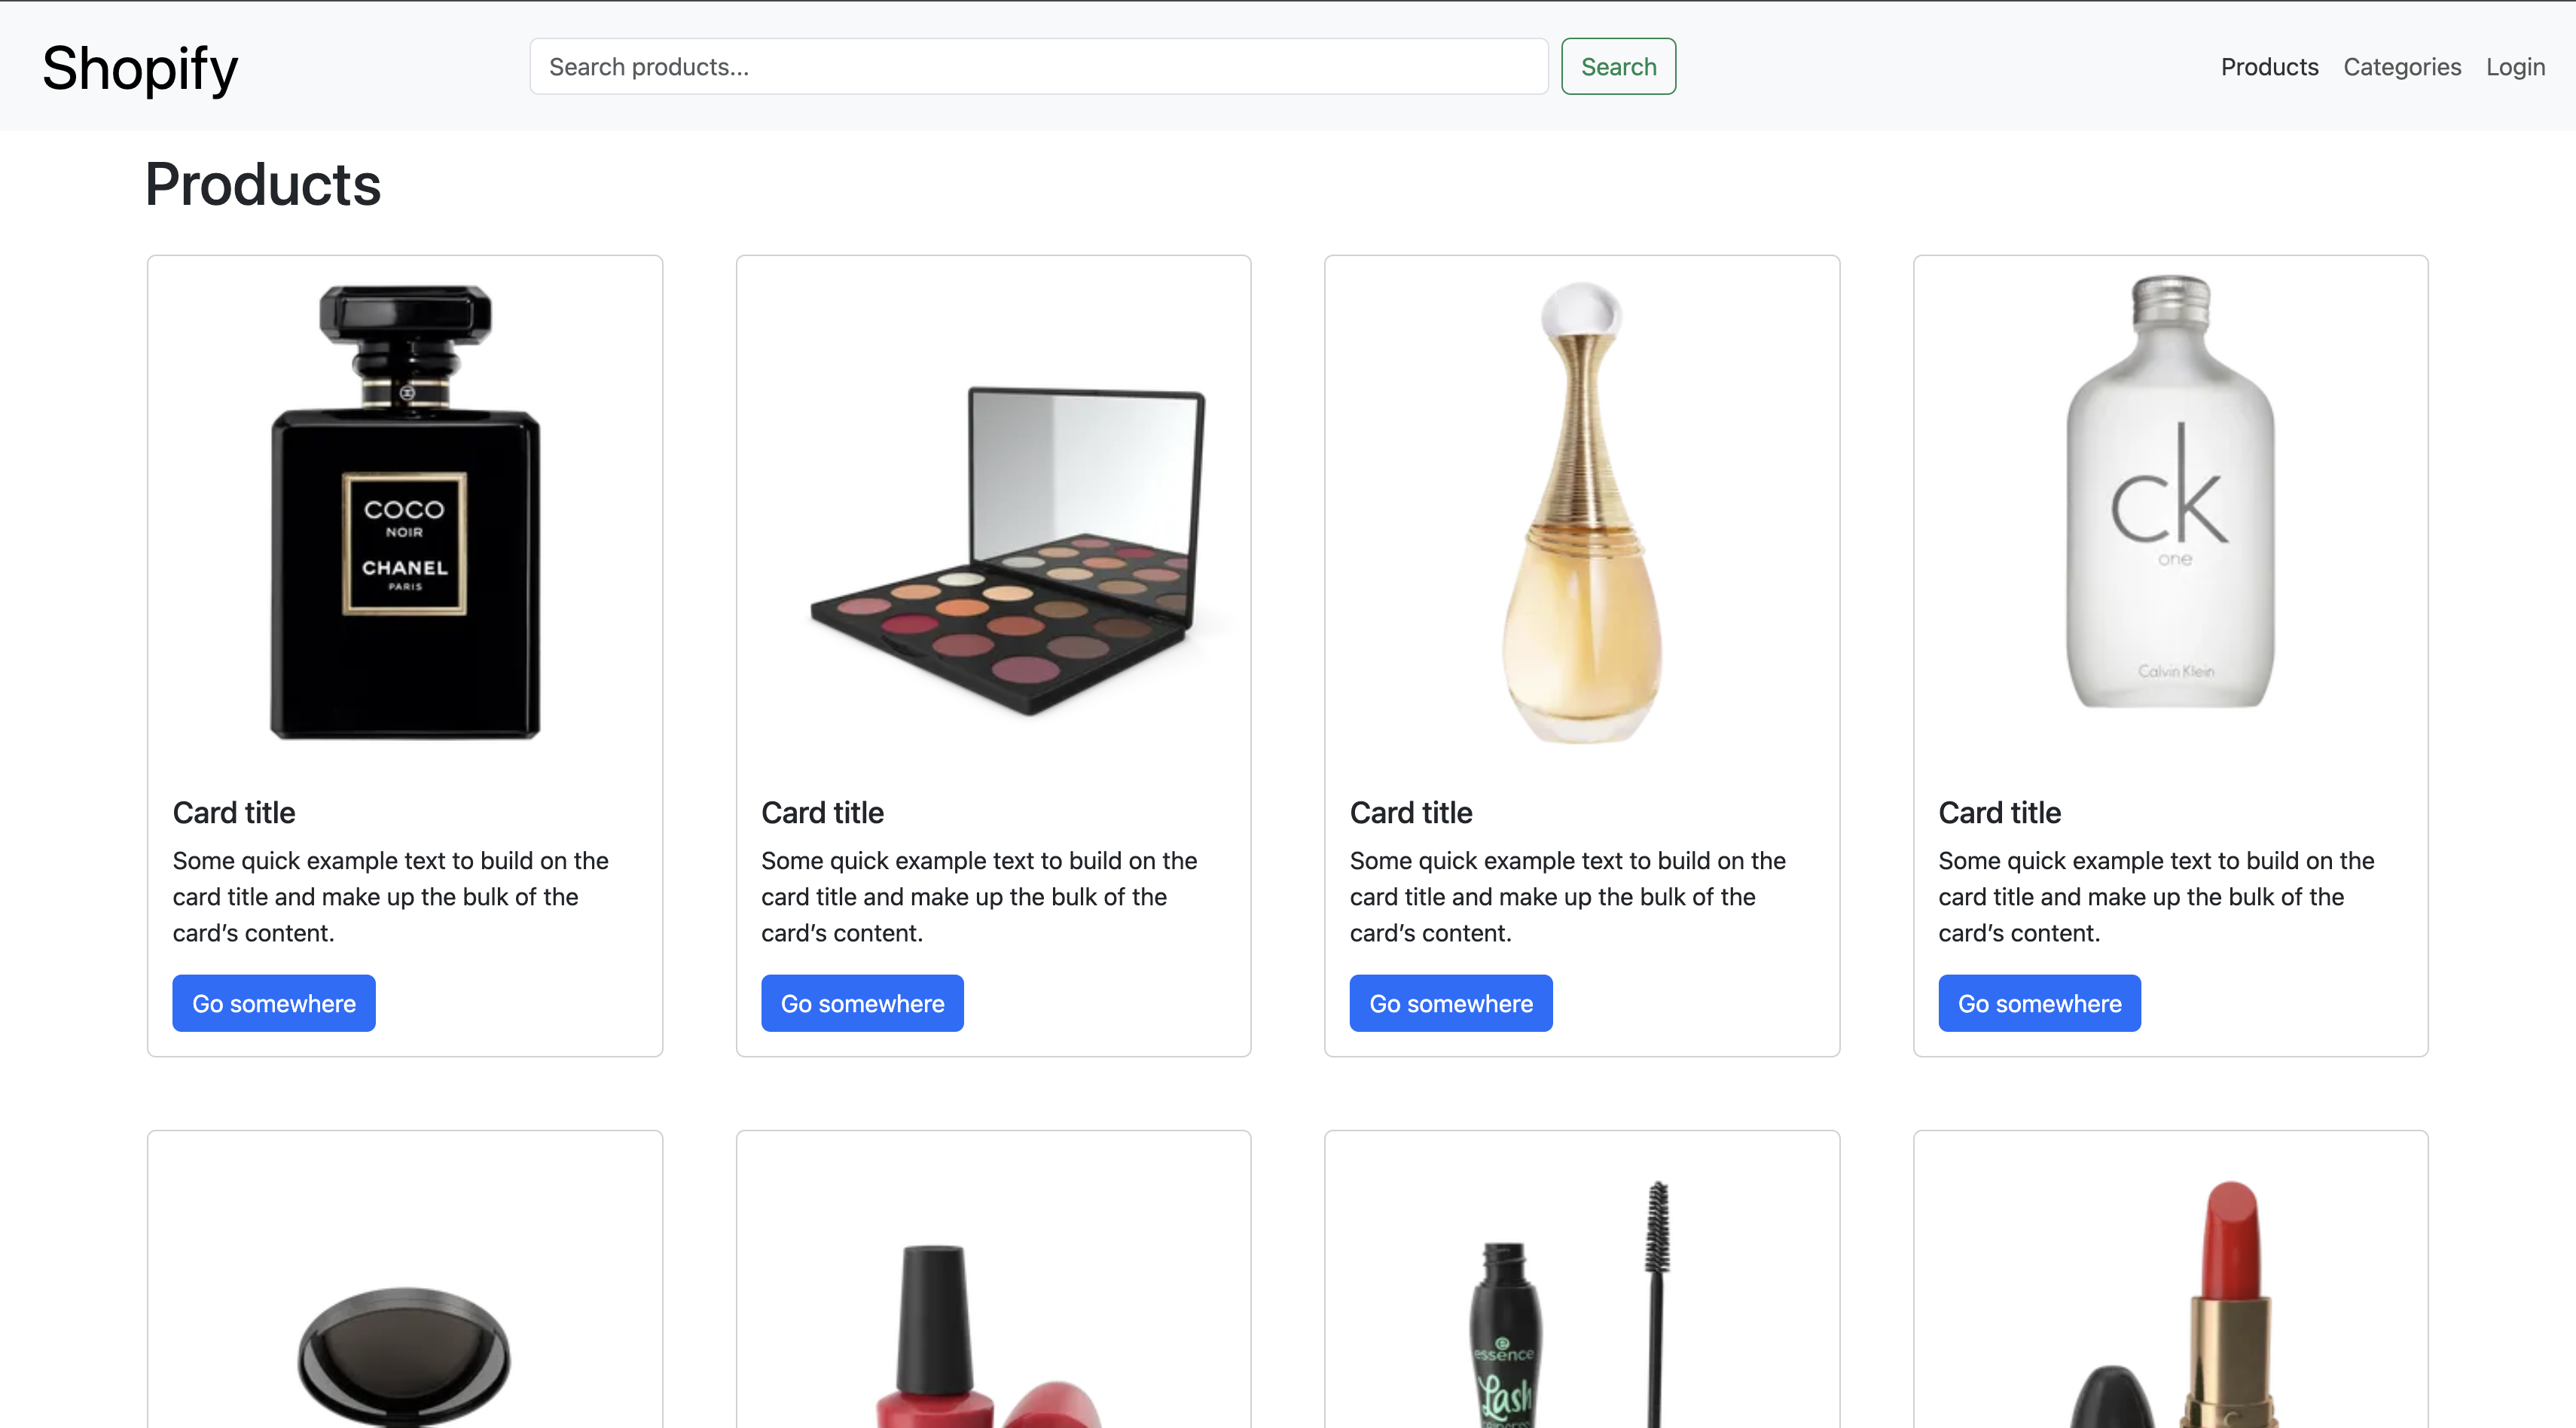 Shopify
Search products...
Search
Products
Categories
Login
Products
COCO
NOIR
CHANEL
PARIS
ck
one
Calvin Klein
Card title
Some quick example text to build on the
card title and make up the bulk of the
card’s content.
Go somewhere
Card title
Some quick example text to build on the
card title and make up the bulk of the
card’s content.
Go somewhere
Card title
Some quick example text to build on the
card title and make up the bulk of the
card’s content.
Go somewhere
Card title
Some quick example text to build on the
card title and make up the bulk of the
card’s content.
Go somewhere
essence
Lash